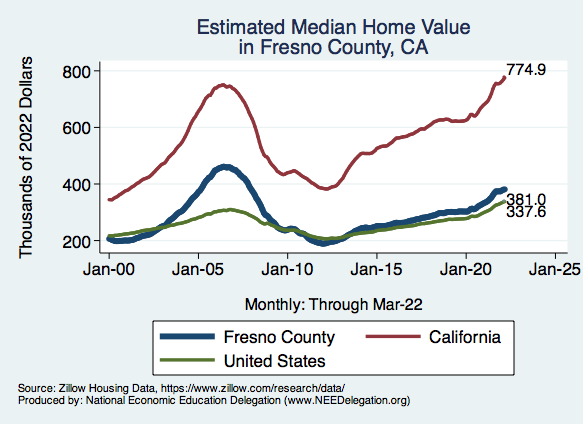 Estimated Median Home Value
in Fresno County, CA
Thousands of 2022 Dollars
800
600
400
200
774.9
381.0
337.6
Jan-00 Jan-05 Jan-10 Jan-15 Jan-20 Jan-25
Monthly: Through Mar-22
Fresno County California
United States
Source: Zillow Housing Data, https://www.zillow.com/research/data/
Produced by: National Economic Education Delegation (www.NEEDelegation.org)